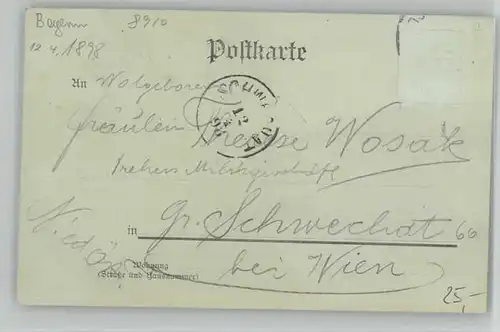 Bayern 8910
12.4.1898
Postkarte
An Wolgeboren
Fräulein Therese Wosak
in Gr. Schwechat 60
bei Wien
Wohnung
(Straße und Hausnummer)
25,-